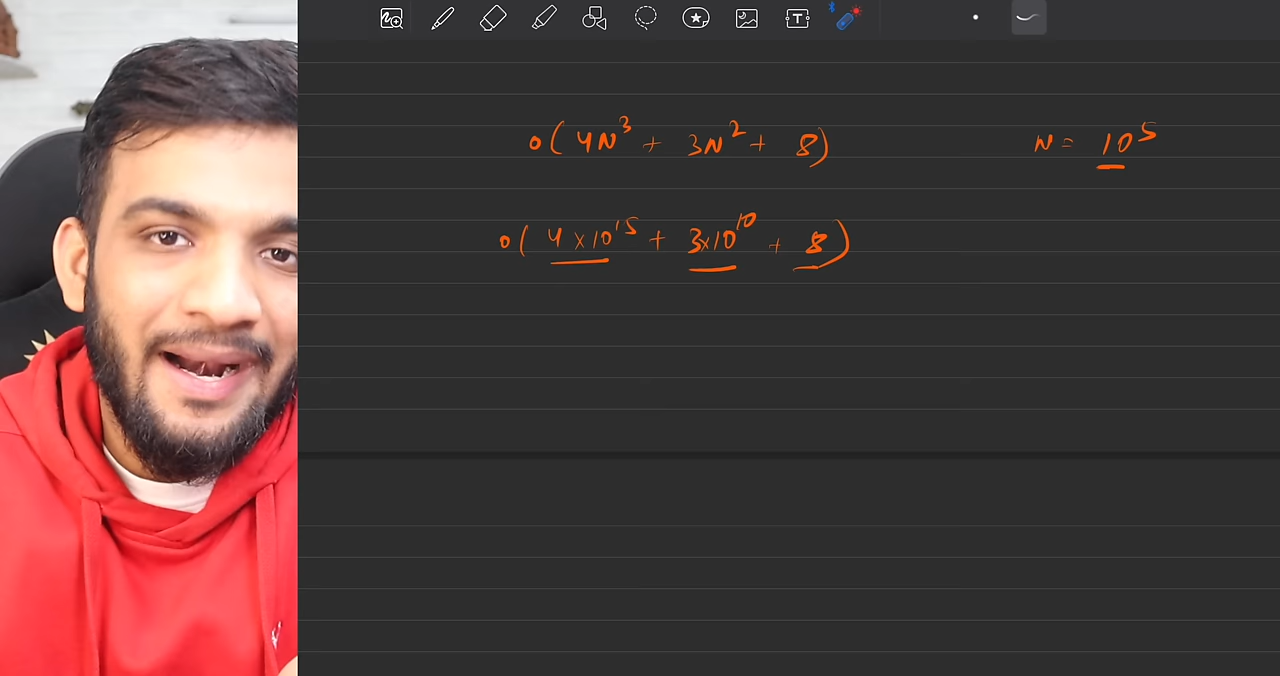 O(4N³ + 3N² + 8) N = 10⁵
O(4×10¹⁵ + 3×10¹⁰ + 8)